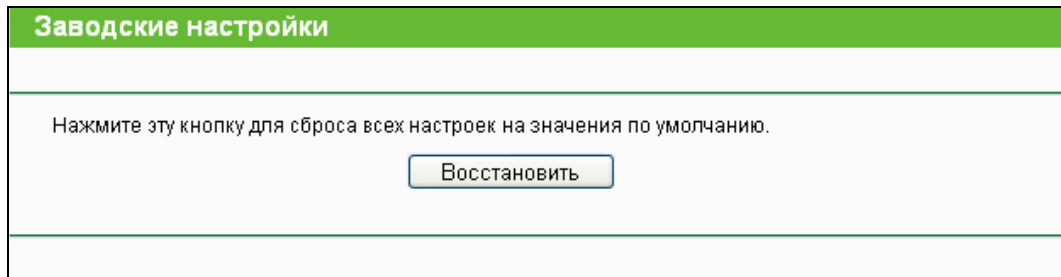 Заводские настройки
Нажмите эту кнопку для сброса всех настроек на значения по умолчанию.
Восстановить